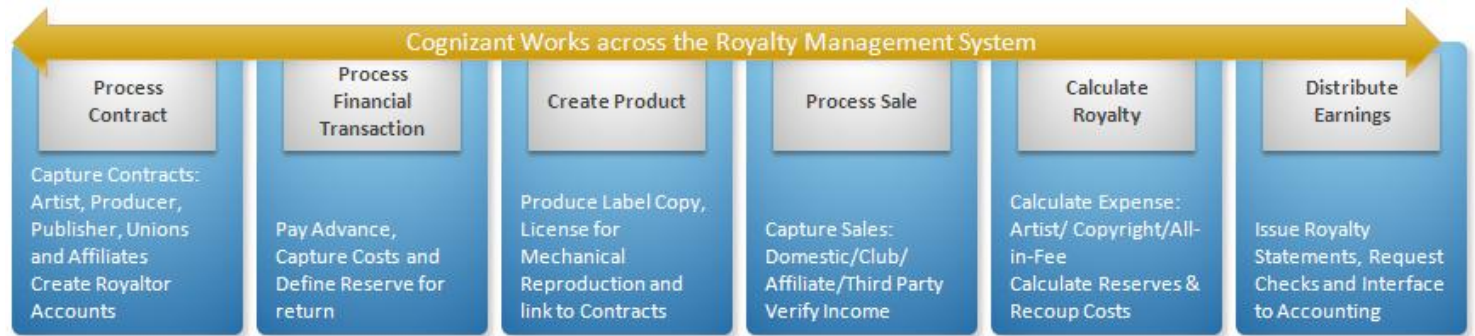 Cognizant Works across the Royalty Management System
Process
Contract
Capture Contracts:
Artist, Producer,
Publisher, Unions
and Affiliates
Create Royaltor
Accounts
Process
Financial
Transaction
Pay Advance,
Capture Costs and
Define Reserve for
return
Create Product
Produce Label Copy,
License for
Mechanical
Reproduction and
link to Contracts
Process Sale
Capture Sales:
Domestic/Club/
Affiliate/Third Party
Verify Income
Calculate
Royalty
Calculate Expense:
Artist/ Copyright/All-
in-Fee
Calculate Reserves &
Recoup Costs
Distribute
Earnings
Issue Royalty
Statements, Request
Checks and Interface
to Accounting